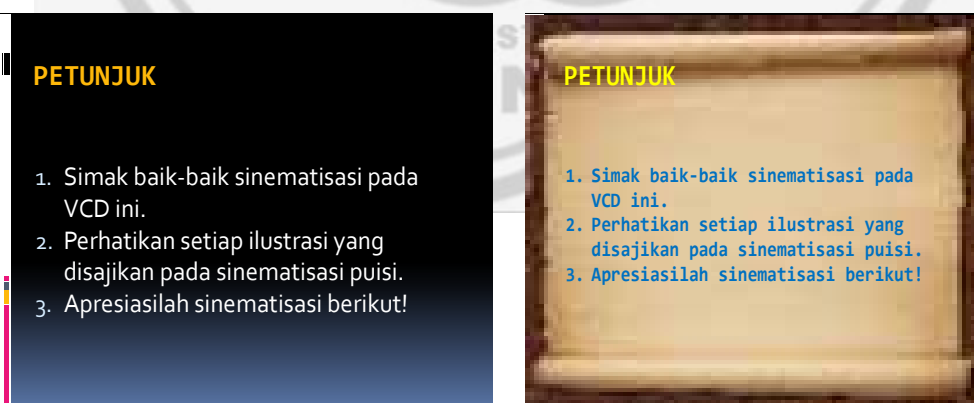 PETUNJUK
1. Simak baik-baik sinematisasi pada
VCD ini.
2. Perhatikan setiap ilustrasi yang
disajikan pada sinematisasi puisi.
3. Apresiasilah sinematisasi berikut!
PETUNJUK
1. Simak baik-baik sinematisasi pada
VCD ini.
2. Perhatikan setiap ilustrasi yang
disajikan pada sinematisasi puisi.
3. Apresiasilah sinematisasi berikut!